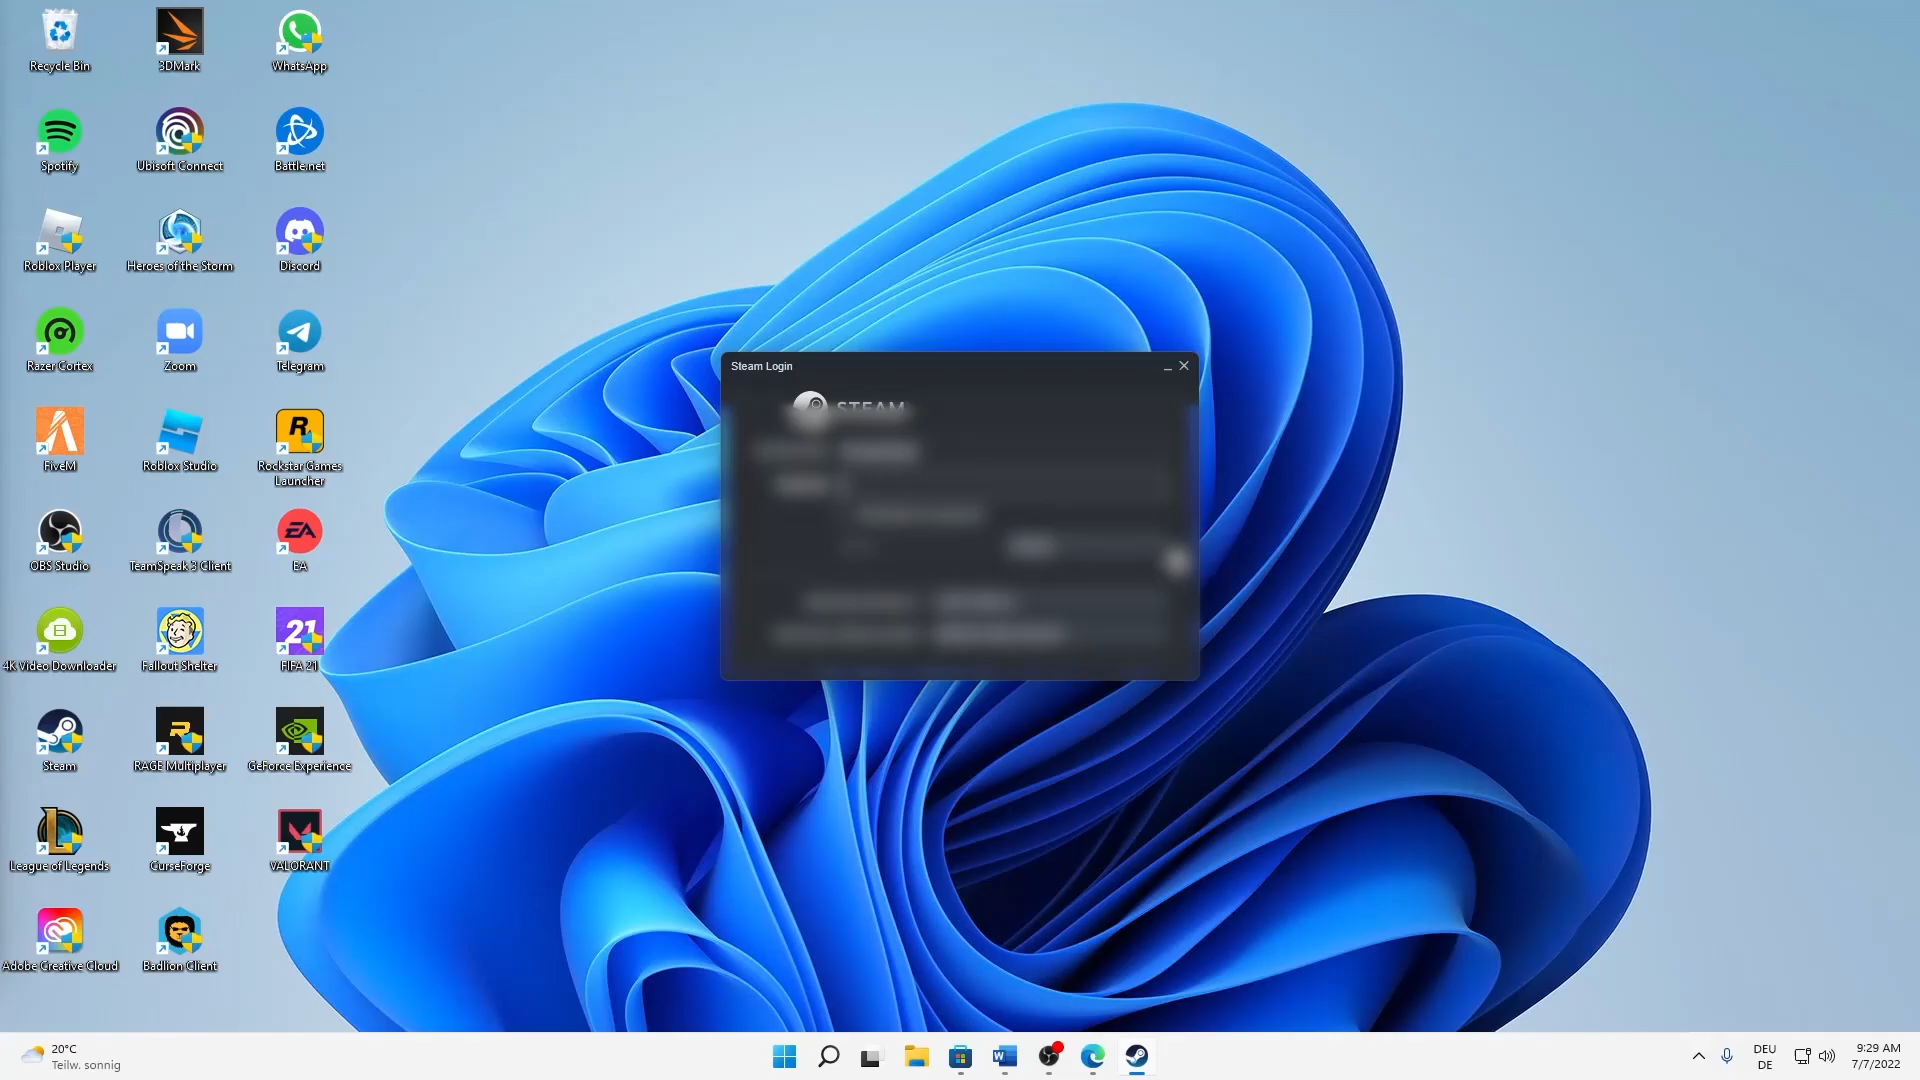 Recycle Bin
3DMark
WhatsApp
Spotify
Ubisoft Connect
Battle.net
Roblox Player
Heroes of the Storm
Discord
Razer Cortex
Zoom
Telegram
FiveM
Roblox Studio
Rockstar Games
Launcher
OBS Studio
TeamSpeak 3 Client
EA
EA
4K Video Downloader
Fallout Shelter
21
FIFA 21
Steam
RAGE Multiplayer
GeForce Experience
League of Legends
CurseForge
VALORANT
Adobe Creative Cloud
Badlion Client
Steam Login
STEAM
20°C
Teilw. sonnig
DEU
DE
9:29 AM
7/7/2022